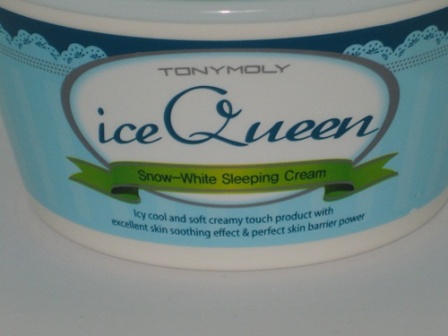 TONYMOLY
ice Queen
Snow-White Sleeping Cream
Icy cool and soft creamy touch product with
excellent skin soothing effect & perfect skin barrier power